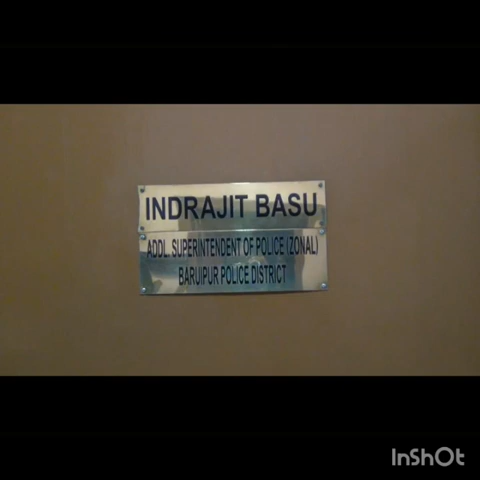 INDRAJIT BASU
ADDL. SUPERINTENDENT OF POLICE (ZONAL)
BARUIPUR POLICE DISTRICT
InShOt